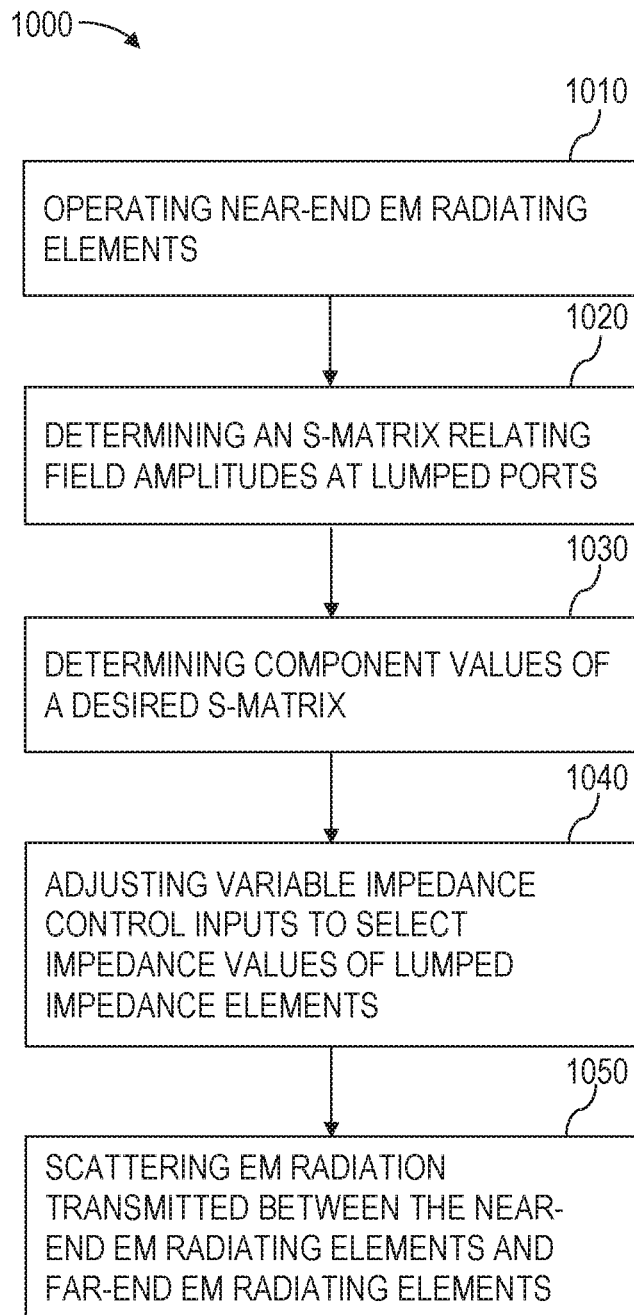 1000
1010
OPERATING NEAR-END EM RADIATING
ELEMENTS
1020
DETERMINING AN S-MATRIX RELATING
FIELD AMPLITUDES AT LUMPED PORTS
1030
DETERMINING COMPONENT VALUES OF
A DESIRED S-MATRIX
1040
ADJUSTING VARIABLE IMPEDANCE
CONTROL INPUTS TO SELECT
IMPEDANCE VALUES OF LUMPED
IMPEDANCE ELEMENTS
1050
SCATTERING EM RADIATION
TRANSMITTED BETWEEN THE NEAR-
END EM RADIATING ELEMENTS AND
FAR-END EM RADIATING ELEMENTS